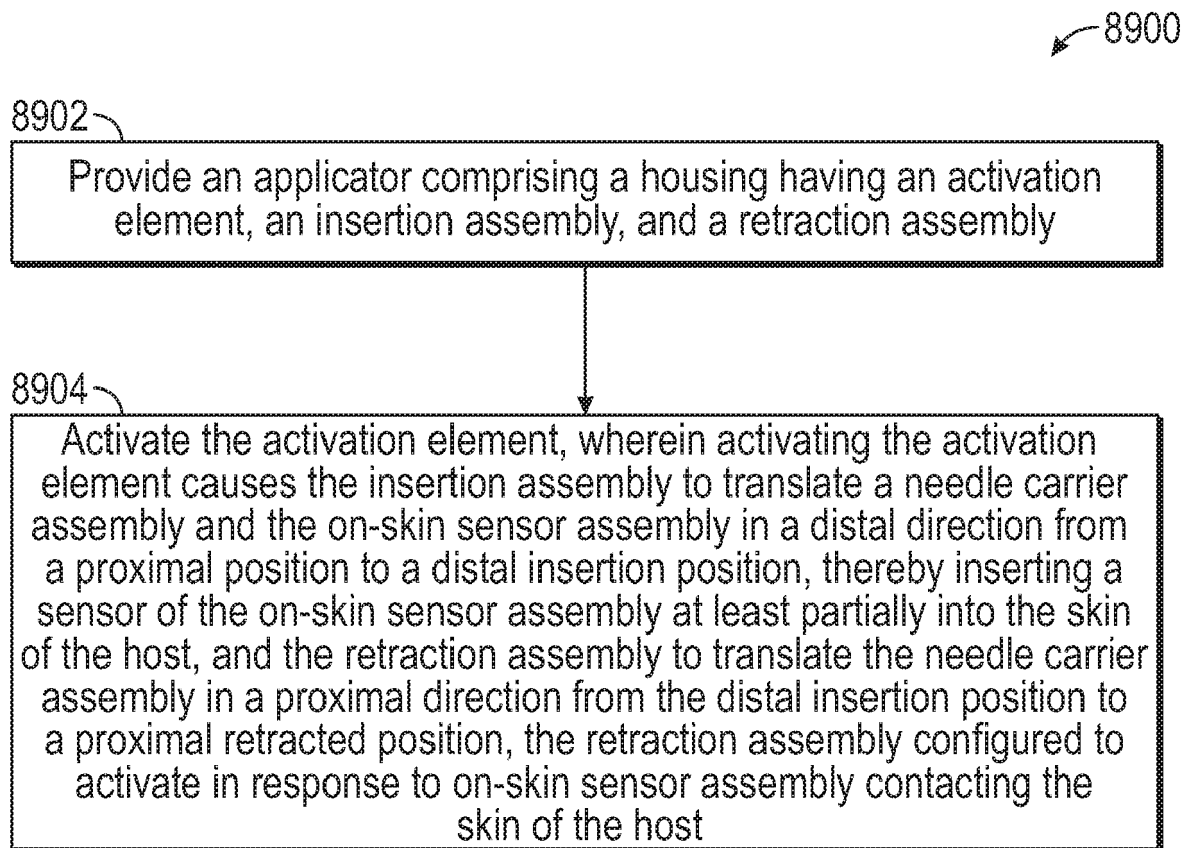 8900
8902
Provide an applicator comprising a housing having an activation
element, an insertion assembly, and a retraction assembly
8904
Activate the activation element, wherein activating the activation
element causes the insertion assembly to translate a needle carrier
assembly and the on-skin sensor assembly in a distal direction from
a proximal position to a distal insertion position, thereby inserting a
sensor of the on-skin sensor assembly at least partially into the skin
of the host, and the retraction assembly to translate the needle carrier
assembly in a proximal direction from the distal insertion position to
a proximal retracted position, the retraction assembly configured to
activate in response to on-skin sensor assembly contacting the
skin of the host